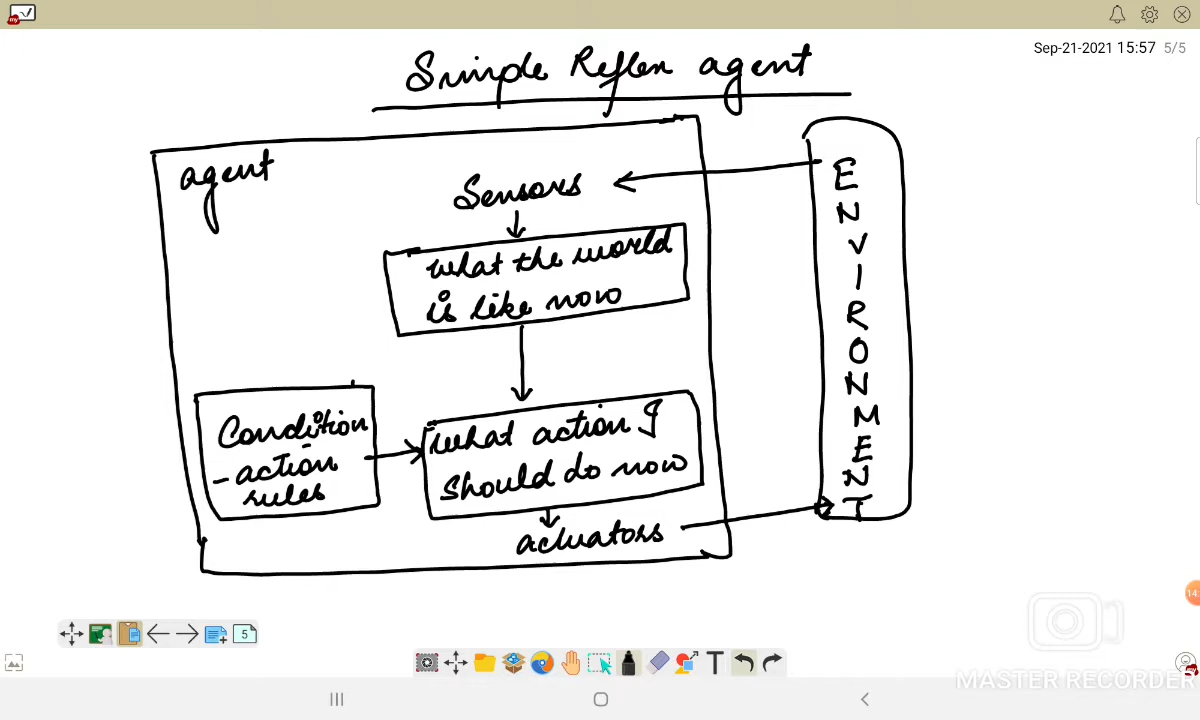 Sep-21-2021 15:57 5/5
Simple Reflex agent
agent
Sensors
what the world
is like now
Condition
-action
rules
what action I
should do now
actuators
ENVIRONMENT
5
MASTER RECORDER